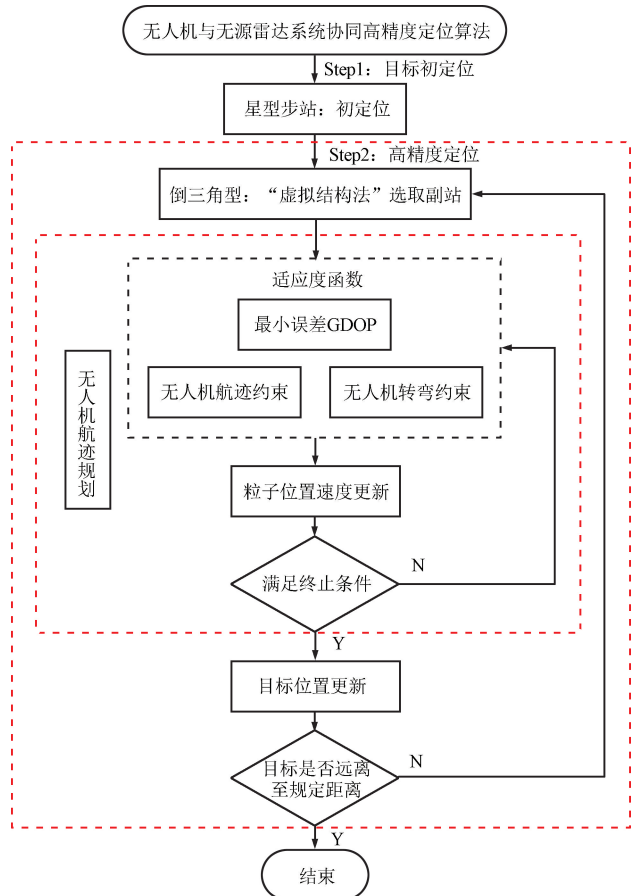 无人机与无源雷达系统协同高精度定位算法
Step1：目标初定位
星型步站：初定位
Step2：高精度定位
倒三角型：“虚拟结构法”选取副站
适应度函数
最小误差GDOP
无人机航迹约束
无人机转弯约束
无人机航迹规划
粒子位置速度更新
满足终止条件
N
Y
目标位置更新
目标是否远离
至规定距离
N
Y
结束